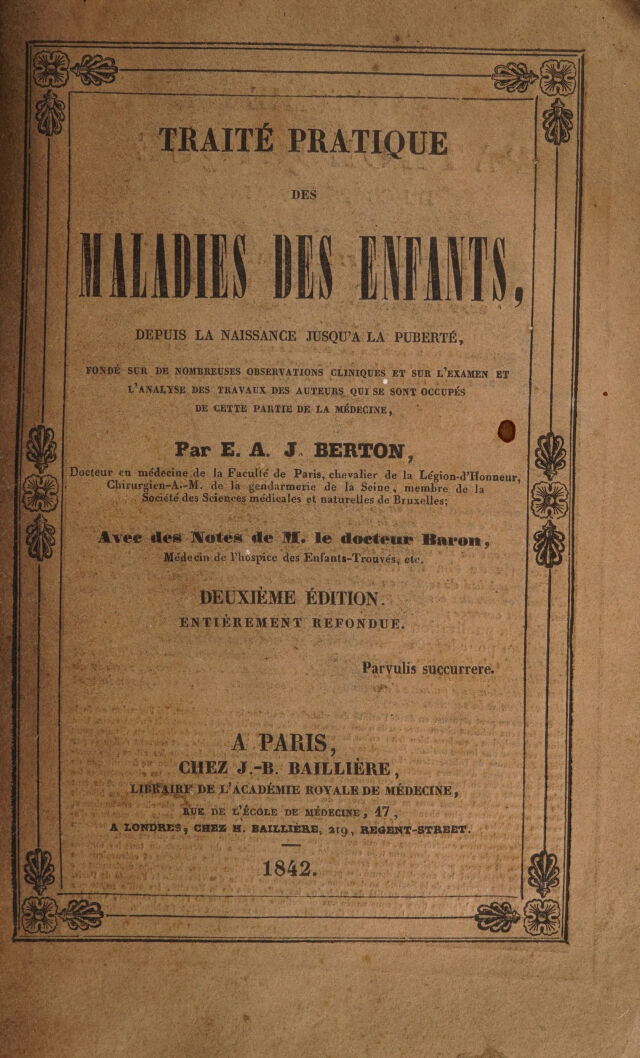 TRAITÉ PRATIQUE
DES
MALADIES DES ENFANTS,
DEPUIS LA NAISSANCE JUSQU'A LA PUBERTÉ,
FONDÉ SUR DE NOMBREUSES OBSERVATIONS CLINIQUES ET SUR L'EXAMEN ET
L'ANALYSE DES TRAVAUX DES AUTEURS QUI SE SONT OCCUPÉS
DE CETTE PARTIE DE LA MÉDECINE,
Par E. A. J. BERTON,
Docteur en médecine de la Faculté de Paris, chevalier de la Légion-d'Honneur,
Chirurgien-A.-M. de la gendarmerie de la Seine, membre de la
Société des Sciences médicales et naturelles de Bruxelles;
Avec des Notes de M. le docteur Baron,
Médecin de l'hospice des Enfants-Trouvés, etc.
DEUXIÈME ÉDITION.
ENTIÈREMENT REFONDUE.
Parvulis succurrere.
A PARIS,
CHEZ J.-B. BAILLIÈRE,
LIBRAIRE DE L'ACADÉMIE ROYALE DE MÉDECINE,
RUE DE L'ÉCOLE DE MÉDECINE, 17,
A LONDRES, CHEZ H. BAILLIÈRE, 219, REGENT-STREET.
1842.